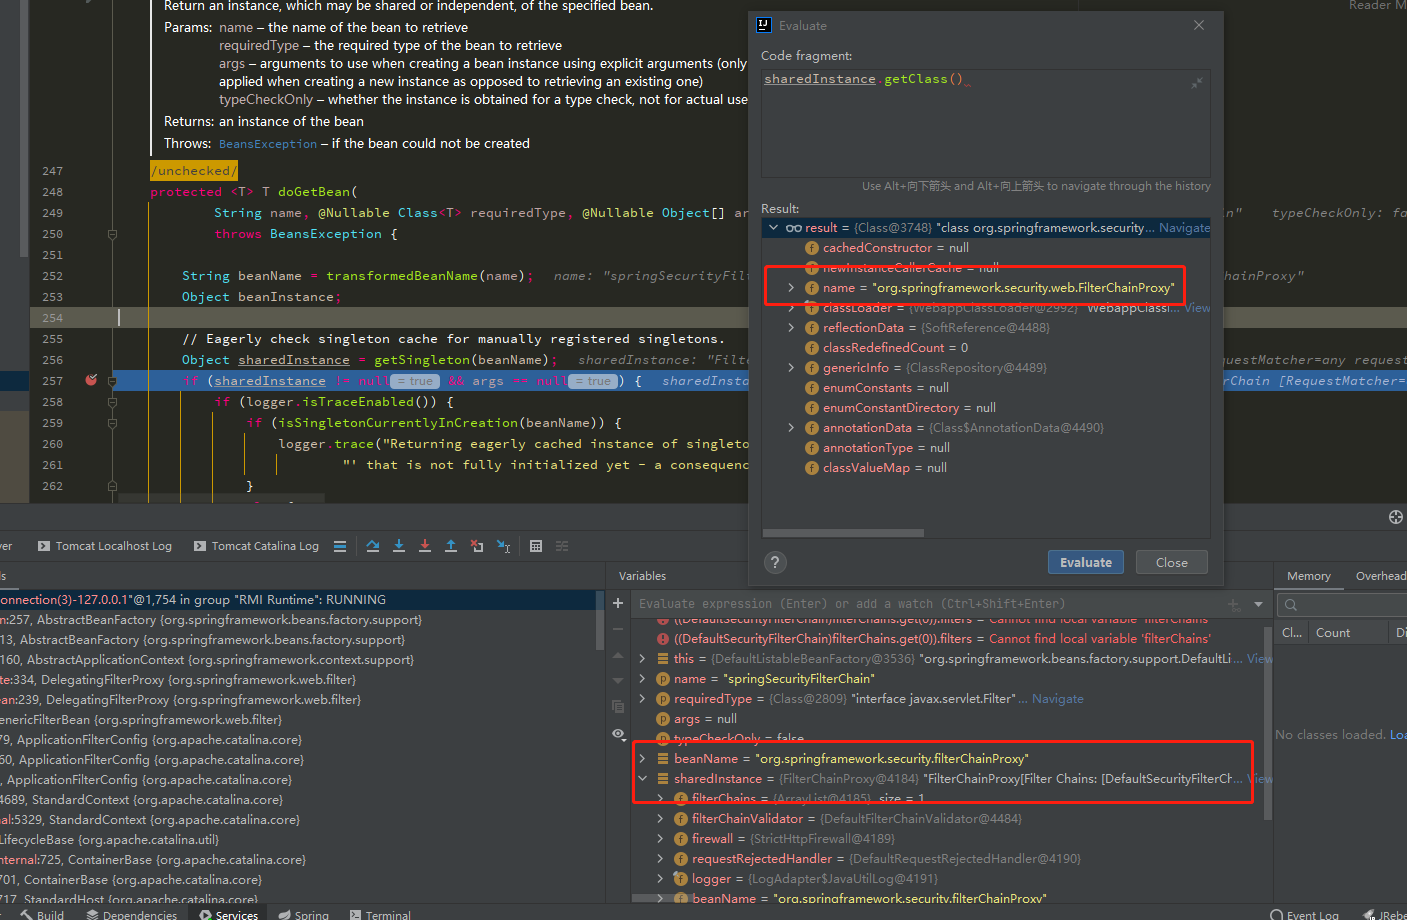 Return an instance, which may be shared or independent, of the specified bean.
Params: name – the name of the bean to retrieve
requiredType – the required type of the bean to retrieve
args – arguments to use when creating a bean instance using explicit arguments (only
applied when creating a new instance as opposed to retrieving an existing one)
typeCheckOnly – whether the instance is obtained for a type check, not for actual use
Returns: an instance of the bean
Throws: BeansException – if the bean could not be created
Reader M
247 /unchecked/
248 protected <T> T doGetBean(
249 String name, @Nullable Class<T> requiredType, @Nullable Object[] ar in" typeCheckOnly: fa
250 throws BeansException {
251
252 String beanName = transformedBeanName(name); name: "springSecurityFil hainProxy"
253 Object beanInstance;
254
255 // Eagerly check singleton cache for manually registered singletons.
256 Object sharedInstance = getSingleton(beanName); sharedInstance: "Filte questMatcher=any reques
257 if (sharedInstance != null = true && args == null = true ) { sharedInsta rChain [RequestMatcher=
258 if (logger.isTraceEnabled()) {
259 if (isSingletonCurrentlyInCreation(beanName)) {
260 logger.trace("Returning eagerly cached instance of singleto
261 "' that is not fully initialized yet - a consequenc
262 }
Evaluate
Code fragment:
sharedInstance.getClass()
Use Alt+向下箭头 and Alt+向上箭头 to navigate through the history
Result:
result = {Class@3748} "class org.springframework.security... Navigate
cachedConstructor = null
newInstanceCallerCache = null
name = "org.springframework.security.web.FilterChainProxy"
classLoader = {WebappClassLoader@2992} "WebappClassl... View
reflectionData = {SoftReference@4488}
classRedefinedCount = 0
genericInfo = {ClassRepository@4489}
enumConstants = null
enumConstantDirectory = null
annotationData = {Class$AnnotationData@4490}
annotationType = null
classValueMap = null
?
Evaluate
Close
ver Tomcat Localhost Log Tomcat Catalina Log
ls
onnection(3)-127.0.0.1"@1,754 in group "RMI Runtime": RUNNING
n:257, AbstractBeanFactory {org.springframework.beans.factory.support}
13, AbstractBeanFactory {org.springframework.beans.factory.support}
160, AbstractApplicationContext {org.springframework.context.support}
te:334, DelegatingFilterProxy {org.springframework.web.filter}
ean:239, DelegatingFilterProxy {org.springframework.web.filter}
enericFilterBean {org.springframework.web.filter}
79, ApplicationFilterConfig {org.apache.catalina.core}
60, ApplicationFilterConfig {org.apache.catalina.core}
, ApplicationFilterConfig {org.apache.catalina.core}
4689, StandardContext {org.apache.catalina.core}
nal:5329, StandardContext {org.apache.catalina.core}
LifecycleBase {org.apache.catalina.util}
nternal:725, ContainerBase {org.apache.catalina.core}
701, ContainerBase {org.apache.catalina.core}
717, StandardHost {org.apache.catalina.core}
Variables
Evaluate expression (Enter) or add a watch (Ctrl+Shift+Enter)
((DefaultSecurityFilterChain)filterChains.get(0)).filters = Cannot find local variable 'filterChains'
((DefaultSecurityFilterChain)filterChains.get(0)).filters = Cannot find local variable 'filterChains'
this = {DefaultListableBeanFactory@3536} "org.springframework.beans.factory.support.DefaultLi... View
name = "springSecurityFilterChain"
requiredType = {Class@2809} "interface javax.servlet.Filter"... Navigate
args = null
typeCheckOnly = false
beanName = "org.springframework.security.filterChainProxy"
sharedInstance = {FilterChainProxy@4184} "FilterChainProxy[Filter Chains: [DefaultSecurityFilterCh... View
filterChains = {ArrayList@4185} size = 1
filterChainValidator = {DefaultFilterChainValidator@4484}
firewall = {StrictHttpFirewall@4189}
requestRejectedHandler = {DefaultRequestRejectedHandler@4190}
logger = {LogAdapter$JavaUtilLog@4191}
beanName = "org.springframework.security.filterChainProxy"
Memory Overhead
Cl... Count Di
No classes loaded. Loa
Build Dependencies Services Spring Terminal
Event Log JRebe